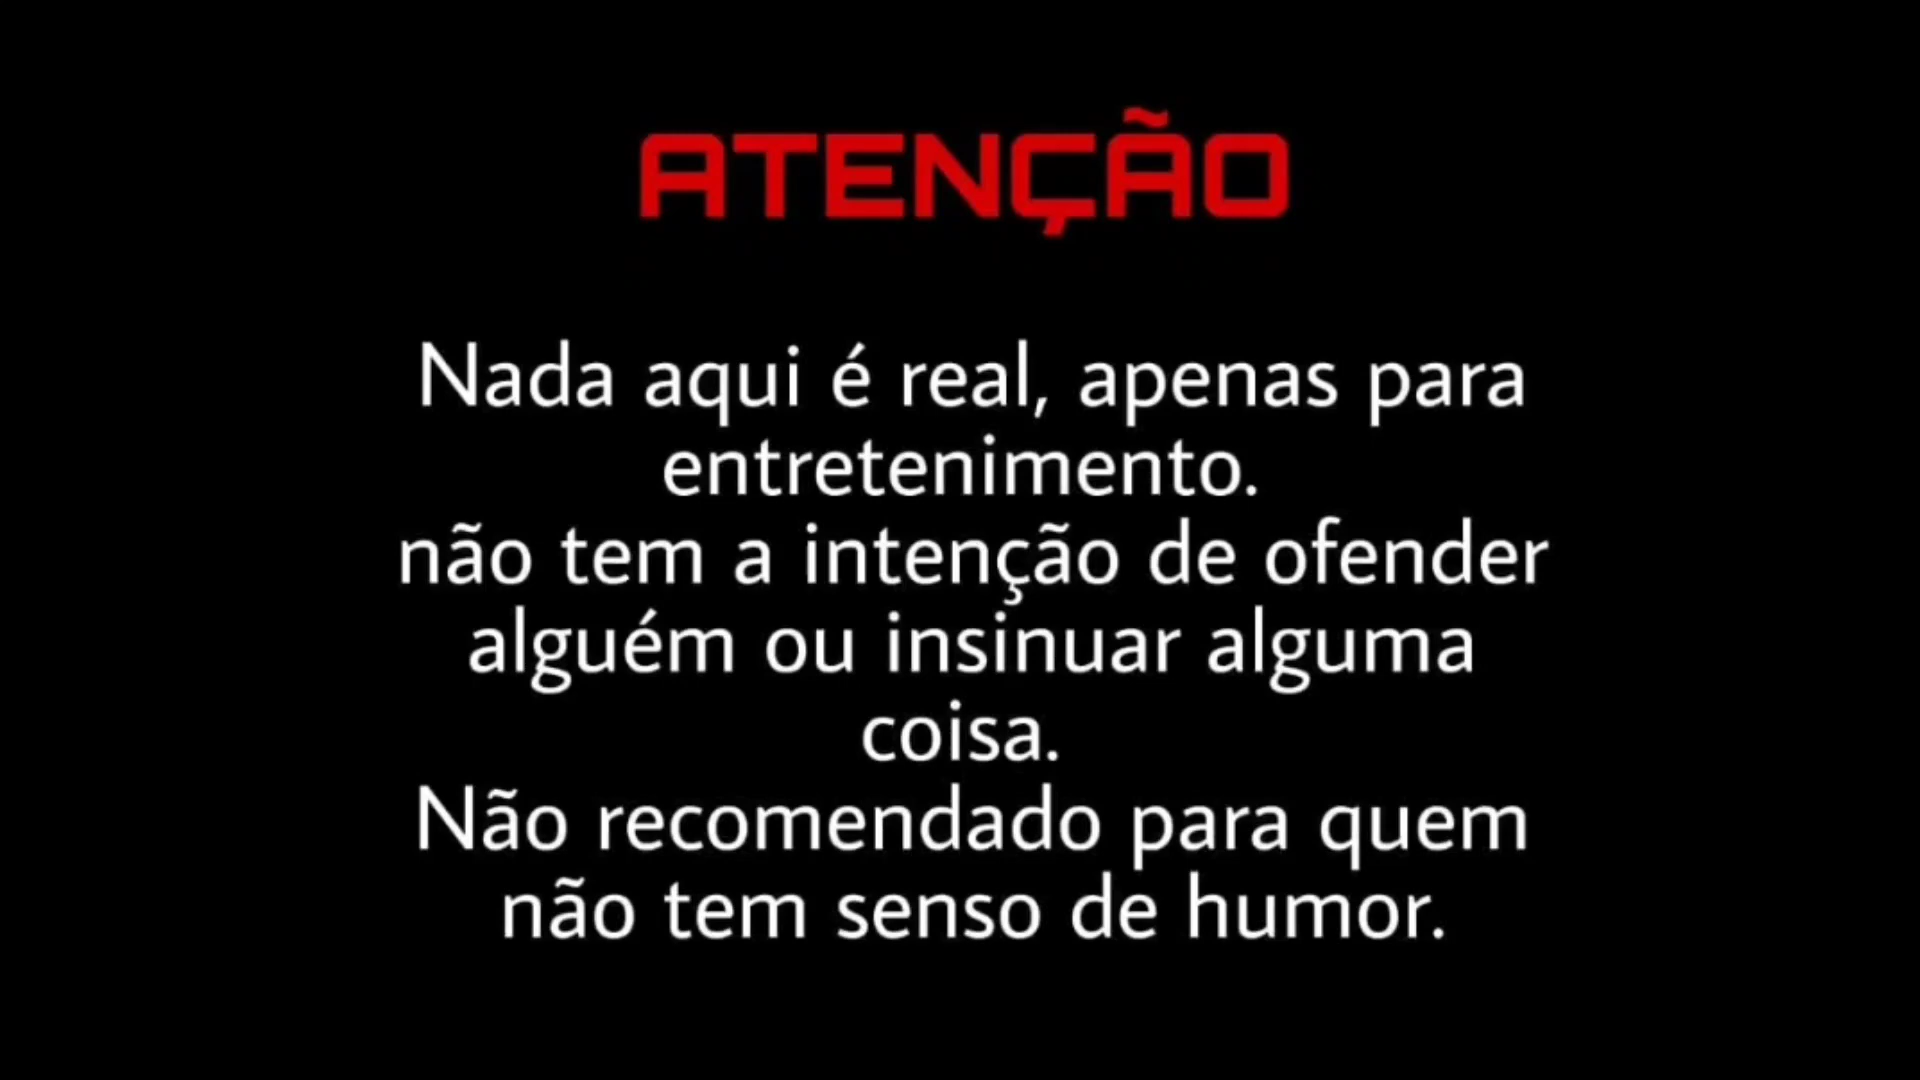 ATENÇÃO
Nada aqui é real, apenas para
entretenimento.
não tem a intenção de ofender
alguém ou insinuar alguma
coisa.
Não recomendado para quem
não tem senso de humor.